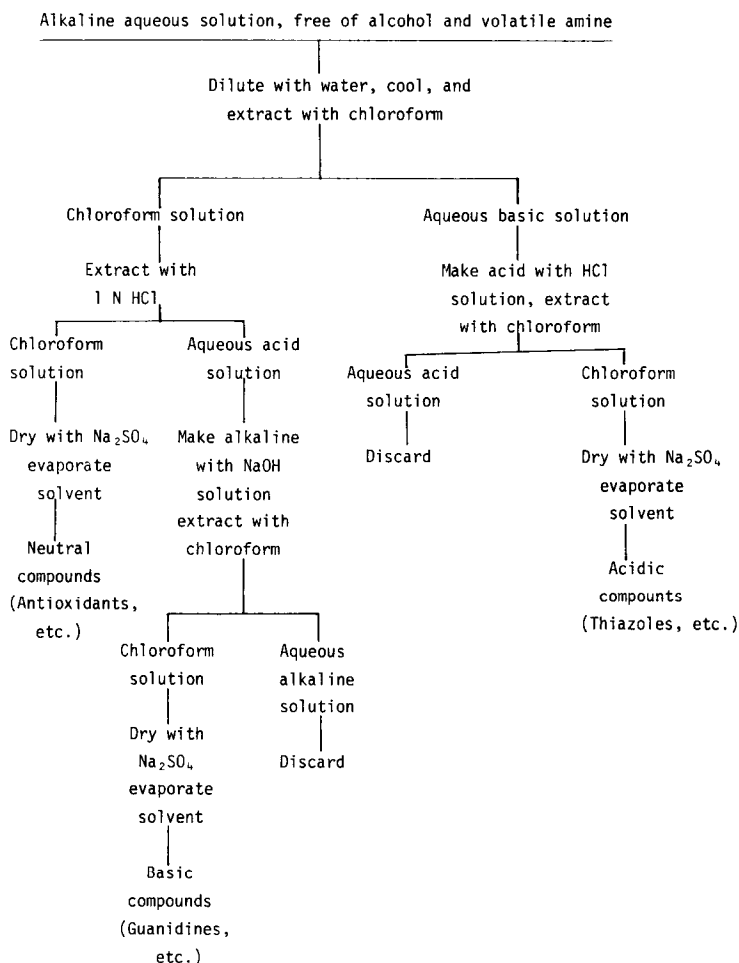 Alkaline aqueous solution, free of alcohol and volatile amine
Dilute with water, cool, and
extract with chloroform
Chloroform solution
Aqueous basic solution
Extract with
1 N HCl
Make acid with HCl
solution, extract
with chloroform
Chloroform
solution
Aqueous acid
solution
Aqueous acid
solution
Chloroform
solution
Dry with Na₂SO₄
evaporate
solvent
Make alkaline
with NaOH
solution
extract with
chloroform
Discard
Dry with Na₂SO₄
evaporate
solvent
Neutral
compounds
(Antioxidants,
etc.)
Acidic
compounts
(Thiazoles, etc.)
Chloroform
solution
Aqueous
alkaline
solution
Dry with
Na₂SO₄
evaporate
solvent
Discard
Basic
compounds
(Guanidines,
etc.)